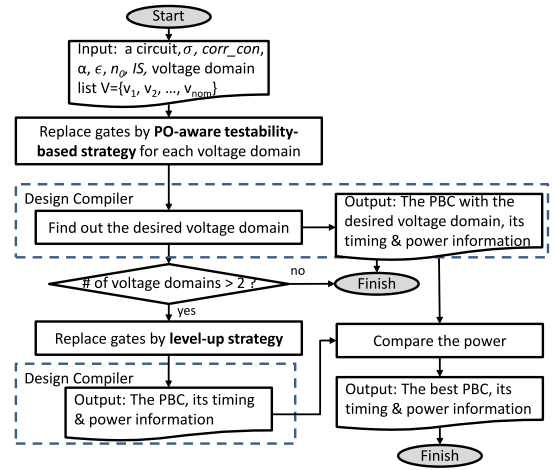 Start
Input: a circuit, σ, corr_con,
α, ϵ, n0, IS, voltage domain
list V={v1, v2, ..., vnom}
Replace gates by PO-aware testability-
based strategy for each voltage domain
Design Compiler
Find out the desired voltage domain
Output: The PBC with the
desired voltage domain, its
timing & power information
# of voltage domains > 2 ?
no
Finish
yes
Replace gates by level-up strategy
Compare the power
Design Compiler
Output: The PBC, its timing
& power information
Output: The best PBC, its
timing & power information
Finish